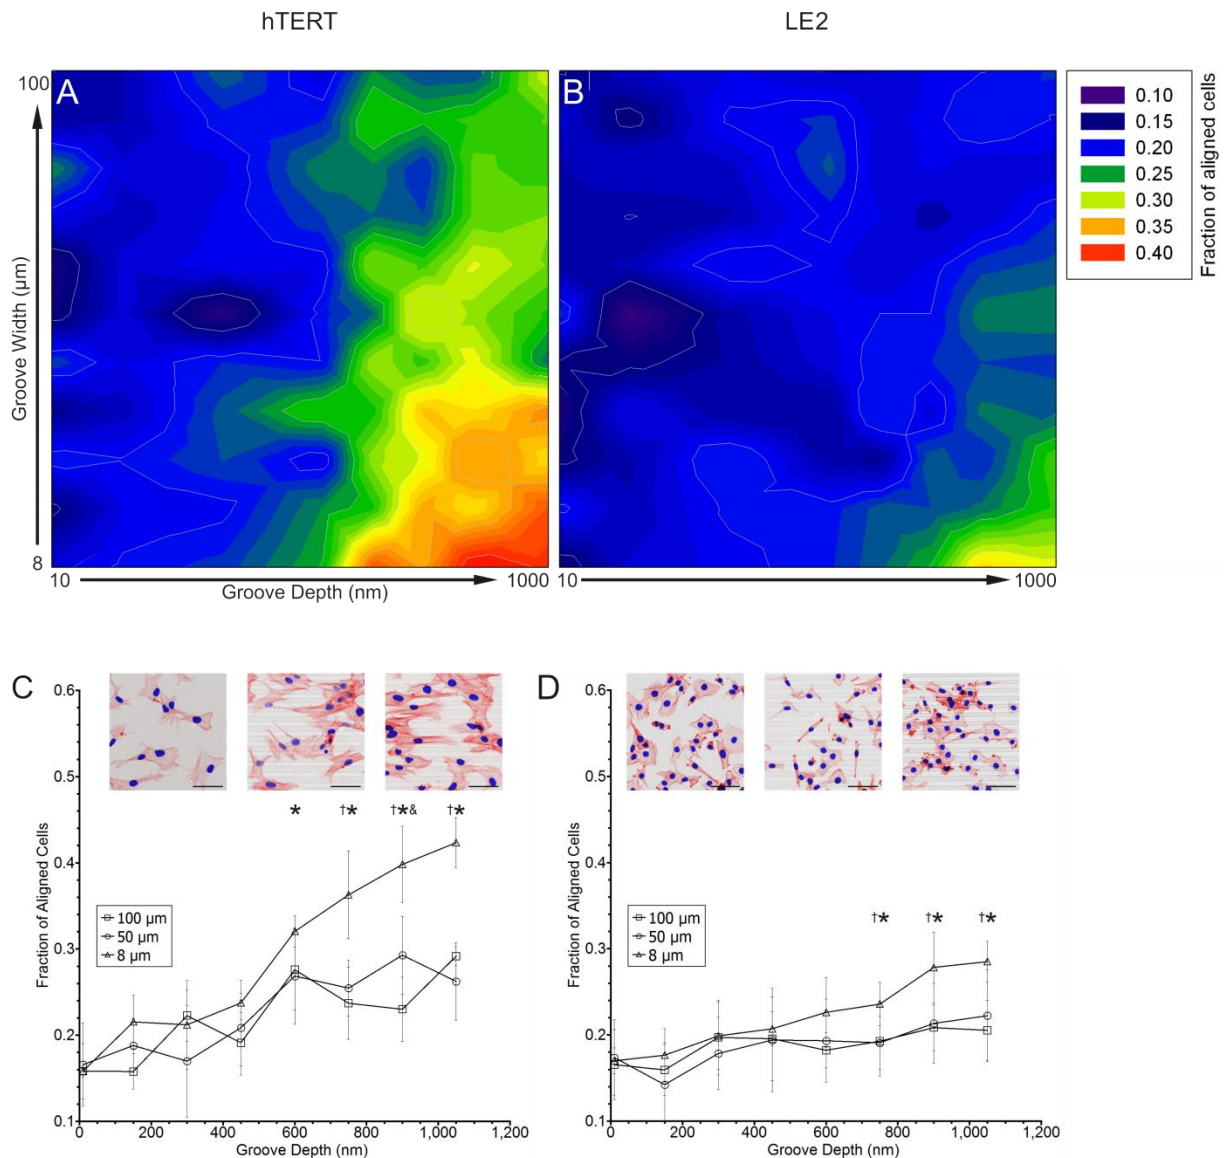 hTERT
LE2
A
B
100
Groove Width (µm)
8
10
Groove Depth (nm)
1000
10
1000
0.10
0.15
0.20
0.25
0.30
0.35
0.40
Fraction of aligned cells
C
0.6
0.5
0.4
0.3
0.2
0.1
Fraction of Aligned Cells
*
†*
†*&
†*
100 µm
50 µm
8 µm
0
200
400
600
800
1,000
1,200
Groove Depth (nm)
D
0.6
0.5
0.4
0.3
0.2
0.1
Fraction of Aligned Cells
†*
†*
†*
100 µm
50 µm
8 µm
0
200
400
600
800
1,000
1,200
Groove Depth (nm)